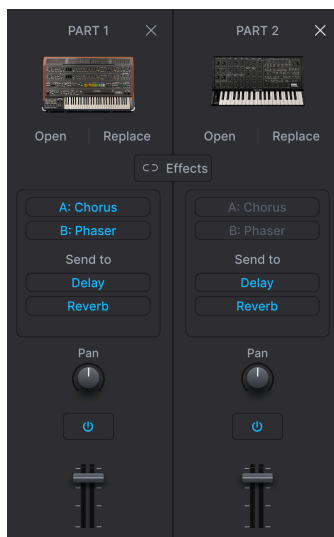 PART 1
PART 2
Open Replace
Open Replace
Effects
A: Chorus
B: Phaser
Send to
Delay
Reverb
A: Chorus
B: Phaser
Send to
Delay
Reverb
Pan
Pan